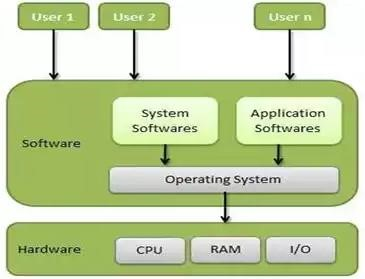 User 1
User 2
User n
System
Softwares
Application
Softwares
Software
Operating System
Hardware
CPU
RAM
I/O